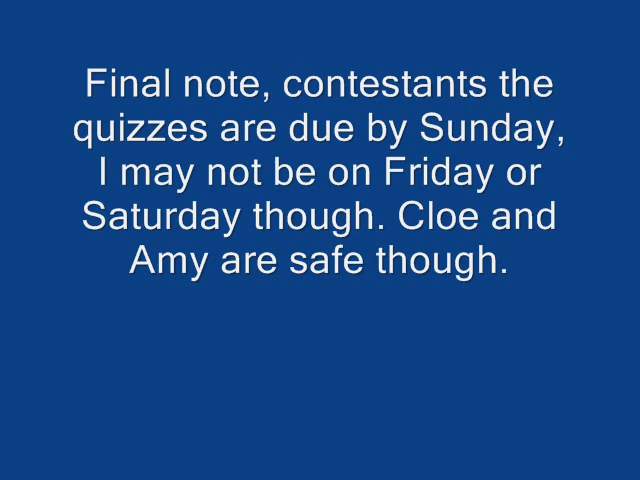 Final note, contestants the
quizzes are due by Sunday,
I may not be on Friday or
Saturday though. Cloe and
Amy are safe though.